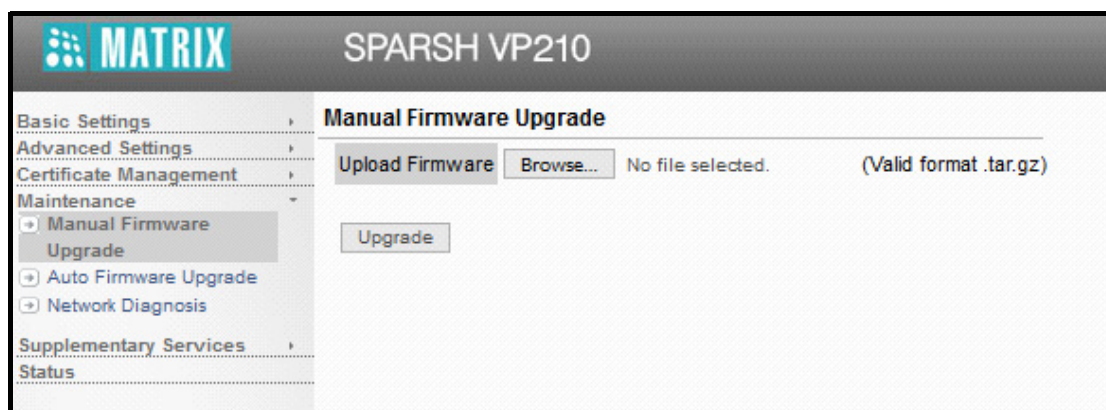 MATRIX
SPARSH VP210
Basic Settings
Advanced Settings
Certificate Management
Maintenance
Manual Firmware
Upgrade
Auto Firmware Upgrade
Network Diagnosis
Supplementary Services
Status
Manual Firmware Upgrade
Upload Firmware Browse... No file selected. (Valid format .tar.gz)
Upgrade